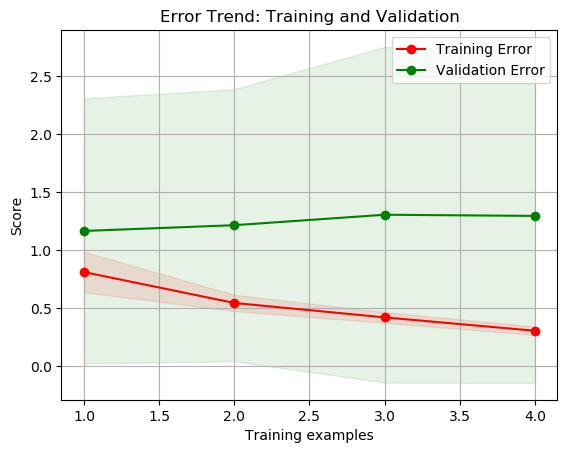 Error Trend: Training and Validation
Training Error
Validation Error
Score
2.5
2.0
1.5
1.0
0.5
0.0
1.0 1.5 2.0 2.5 3.0 3.5 4.0
Training examples